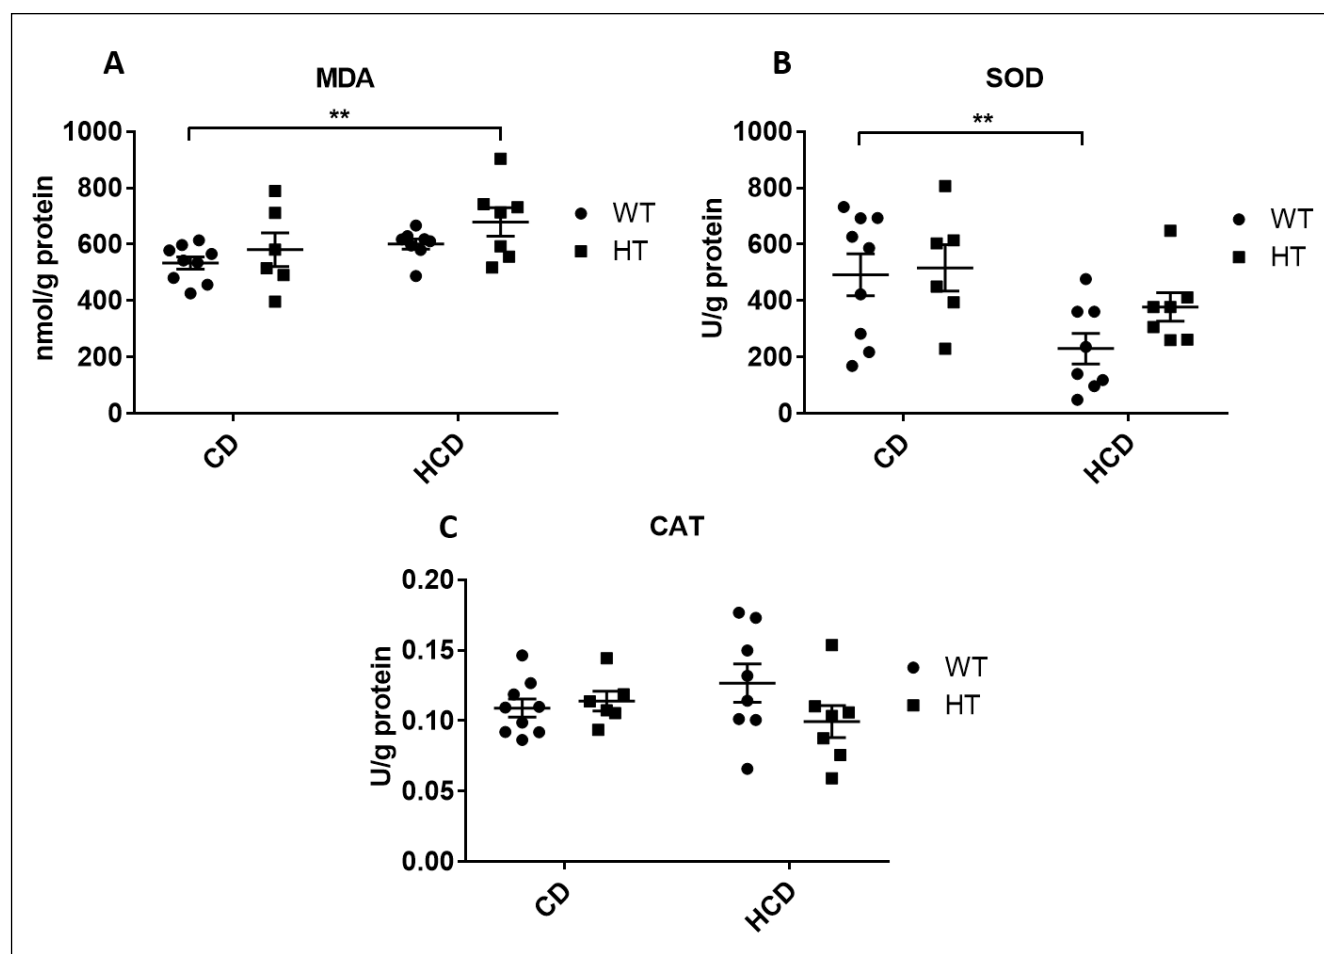 A
MDA
**
1000
800
600
400
200
0
nmol/g protein
CD
HCD
WT
HT
B
SOD
**
1000
800
600
400
200
0
U/g protein
CD
HCD
WT
HT
C
CAT
0.20
0.15
0.10
0.05
0.00
U/g protein
CD
HCD
WT
HT